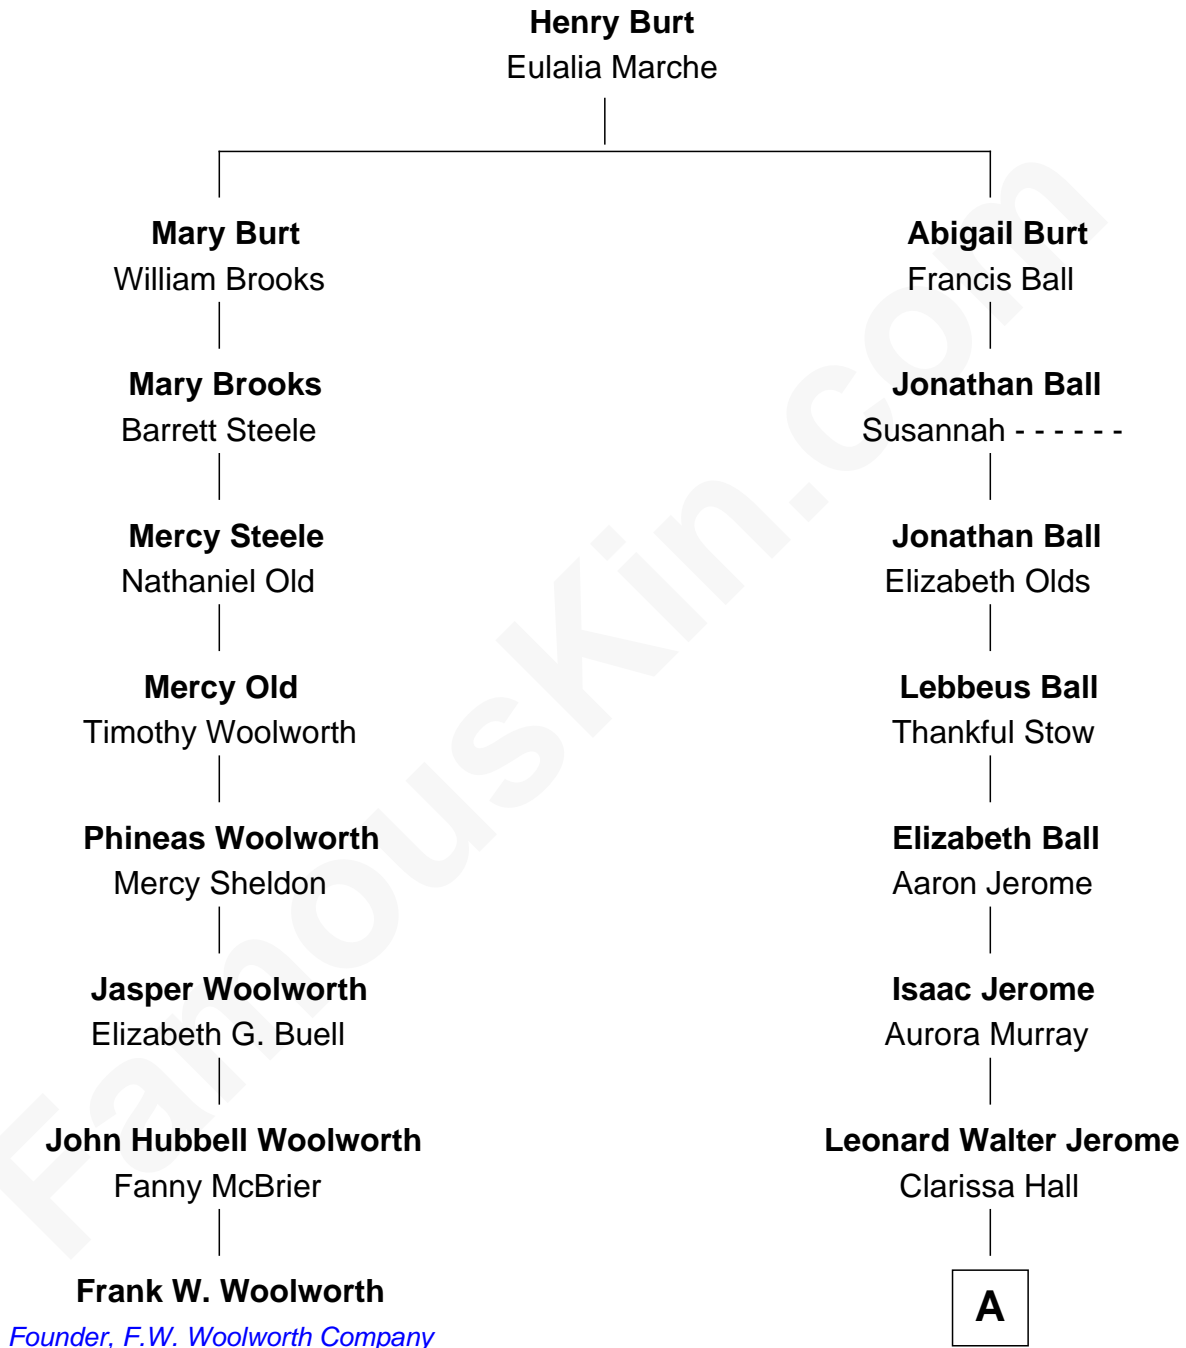 Henry Burt
Eulalia Marche
Mary Burt
William Brooks
Abigail Burt
Francis Ball
Mary Brooks
Barrett Steele
Jonathan Ball
Susannah - - - - - -
Mercy Steele
Nathaniel Old
Jonathan Ball
Elizabeth Olds
Mercy Old
Timothy Woolworth
Lebbeus Ball
Thankful Stow
Phineas Woolworth
Mercy Sheldon
Elizabeth Ball
Aaron Jerome
Jasper Woolworth
Elizabeth G. Buell
Isaac Jerome
Aurora Murray
John Hubbell Woolworth
Fanny McBrier
Leonard Walter Jerome
Clarissa Hall
Frank W. Woolworth
Founder, F.W. Woolworth Company
A
FamousKin.com